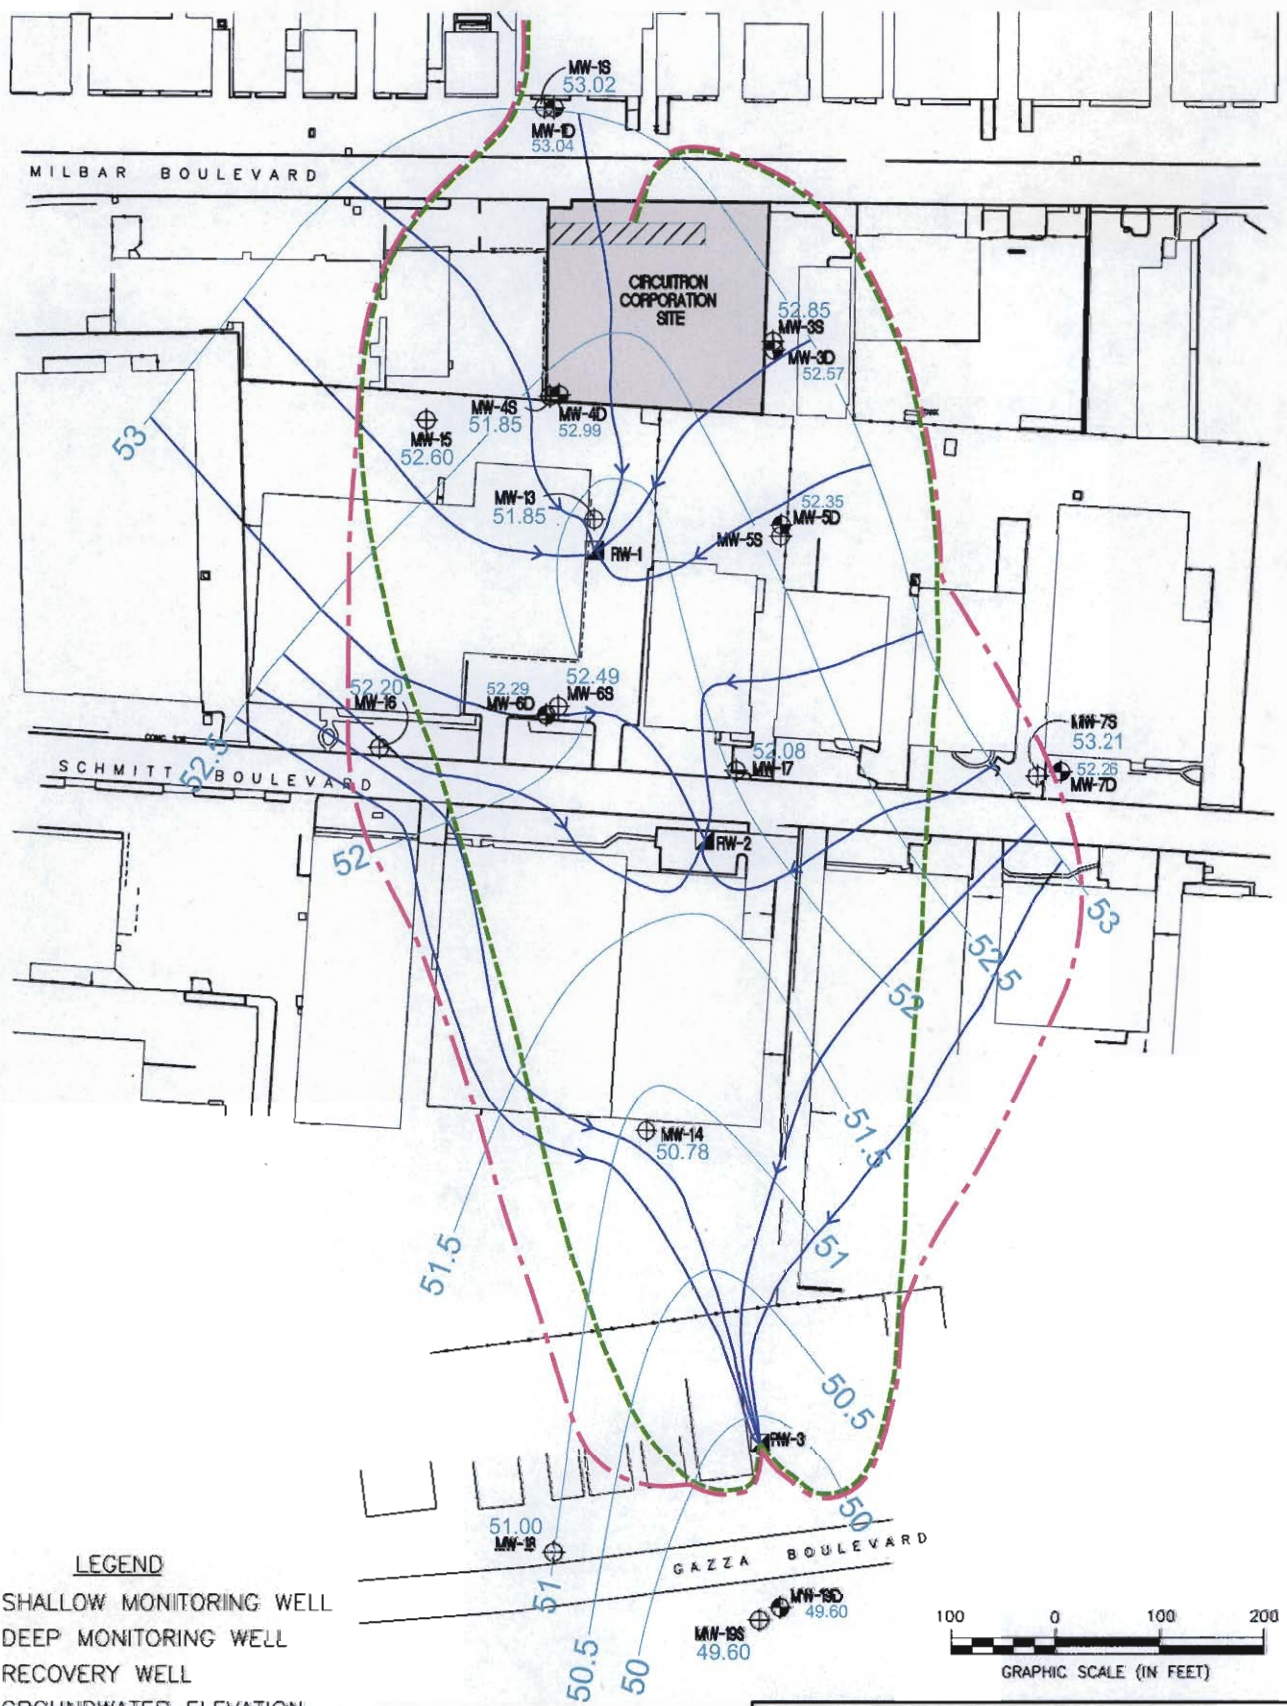 MW-1S
53.02
MW-1D
53.04
MILBAR BOULEVARD
CIRCUITRON
CORPORATION
SITE
52.85
MW-3S
MW-3D
52.57
MW-4S
51.85
MW-4D
52.99
TANK
53
MW-15
52.60
MW-13
51.85
52.35
MW-5D
MW-5S
RW-1
52.20
MW-16
52.29
MW-6D
52.49
MW-6S
52.08
MW-17
MW-7S
53.21
52.26
MW-7D
52.5
SCHMITT BOULEVARD
52
RW-2
53
52.5
52
MW-14
50.78
51.5
51.5
51
50.5
RW-3
50
51.00
MW-18
GAZZA BOULEVARD
51
50.5
50
MW-19D
49.60
MW-19S
49.60
LEGEND
SHALLOW MONITORING WELL
DEEP MONITORING WELL
RECOVERY WELL
GROUNDWATER ELEVATION
100 0 100 200
GRAPHIC SCALE (IN FEET)